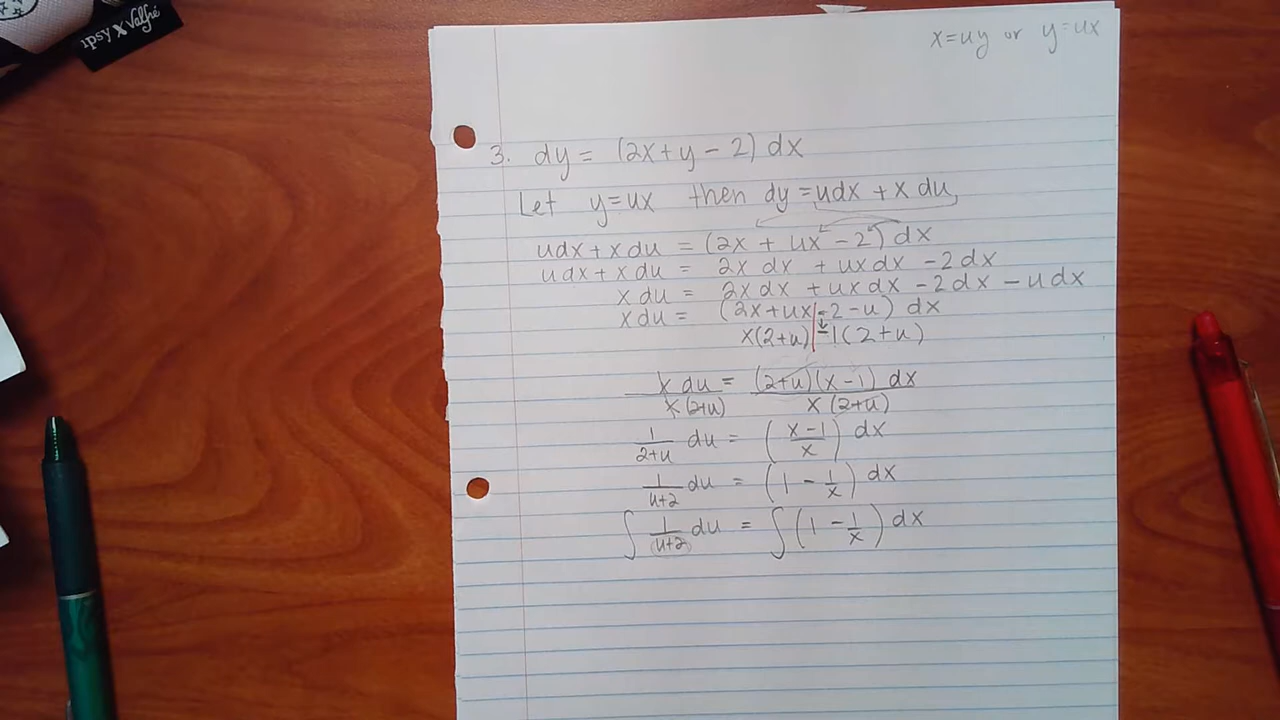 ipsy x Valfré
x=uy or y=ux
3. dy = (2x+y-2) dx
Let y=ux then dy = udx + x du
udx + x du = (2x + ux - 2) dx
udx + x du = 2x dx + ux dx - 2 dx
x du = 2x dx + ux dx - 2 dx - u dx
x du = (2x+ux-2-u) dx
x(2+u) -1(2+u)
x du / x(2+u) = (2+u)(x-1) dx / x(2+u)
1/(2+u) du = ((x-1)/x) dx
1/(u+2) du = (1 - 1/x) dx
∫ 1/(u+2) du = ∫ (1 - 1/x) dx